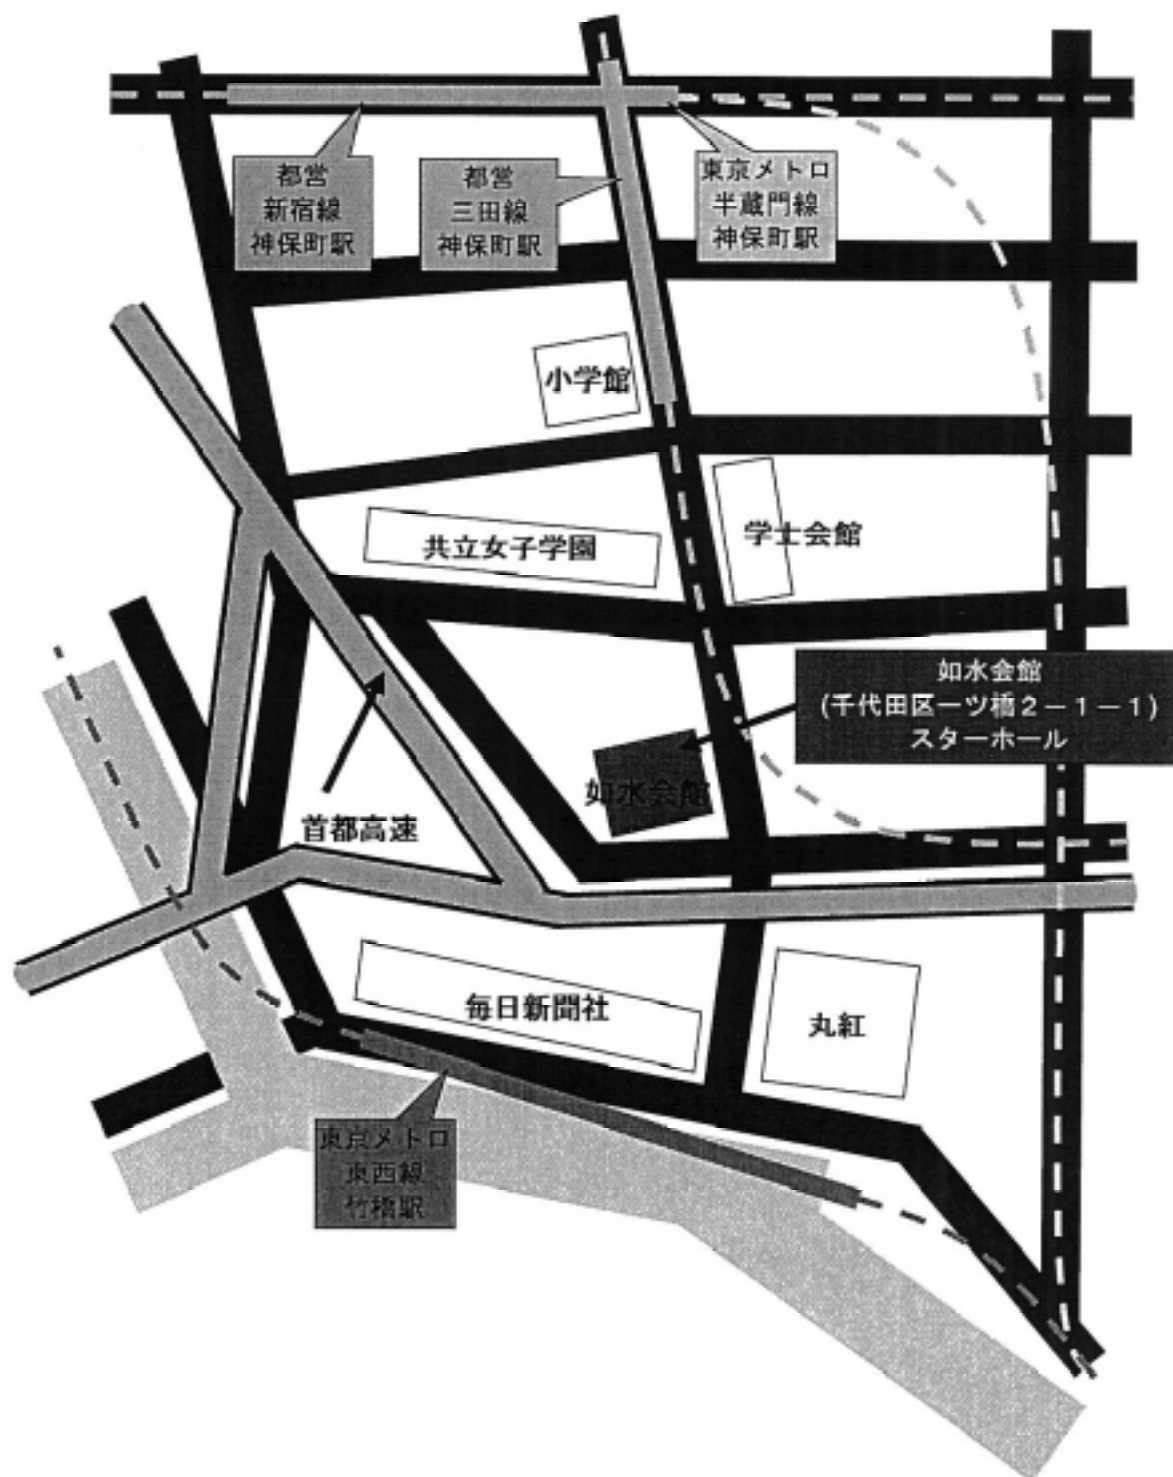 都営
新宿線
神保町駅
都営
三田線
神保町駅
東京メトロ
半蔵門線
神保町駅
小学館
共立女子学園
学士会館
如水会館
(千代田区一ツ橋2－1－1)
スターホール
如水会館
首都高速
毎日新聞社
丸紅
東京メトロ
東西線
竹橋駅